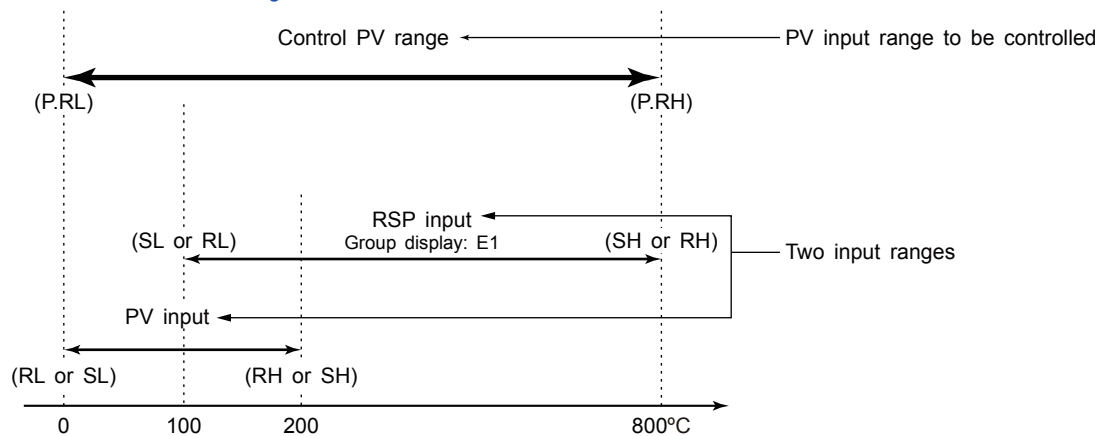 Control PV range
PV input range to be controlled
(P.RL)
(P.RH)
RSP input
(SL or RL)
Group display: E1
(SH or RH)
Two input ranges
PV input
(RL or SL)
(RH or SH)
0
100
200
800ºC